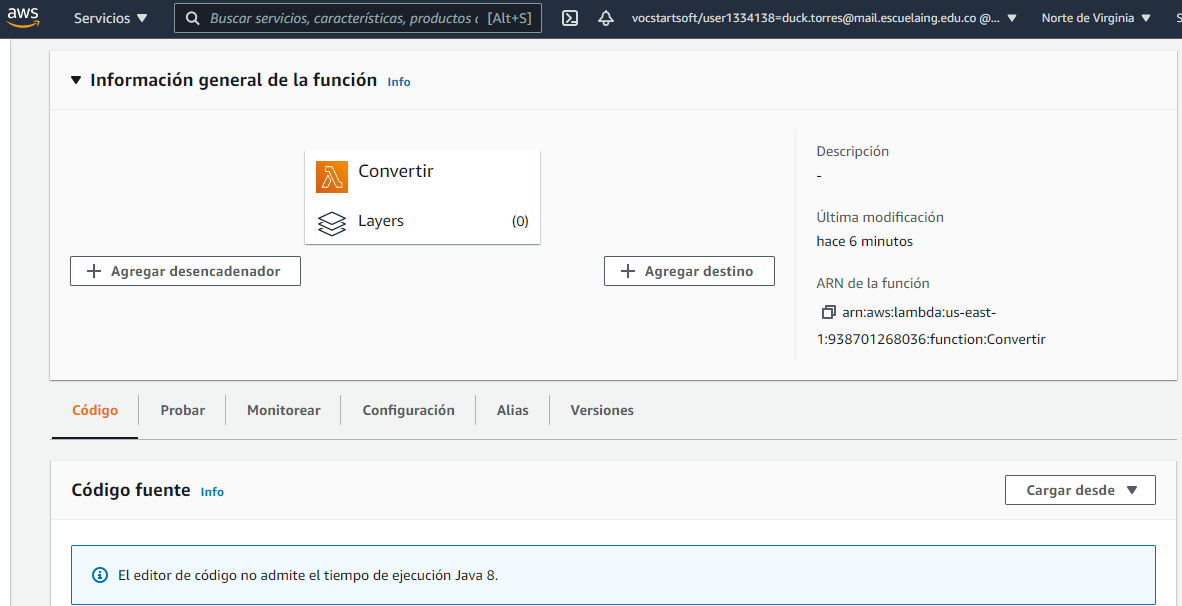 aws
Servicios
Buscar servicios, características, productos [Alt+S]
vocstartsoft/user1334138=duck.torres@mail.escuelaing.edu.co @...
Norte de Virginia
Información general de la función Info
Convertir
Layers (0)
Agregar desencadenador
Agregar destino
Descripción
-
Última modificación
hace 6 minutos
ARN de la función
arn:aws:lambda:us-east-
1:938701268036:function:Convertir
Código
Probar
Monitorear
Configuración
Alias
Versiones
Código fuente Info
Cargar desde
El editor de código no admite el tiempo de ejecución Java 8.